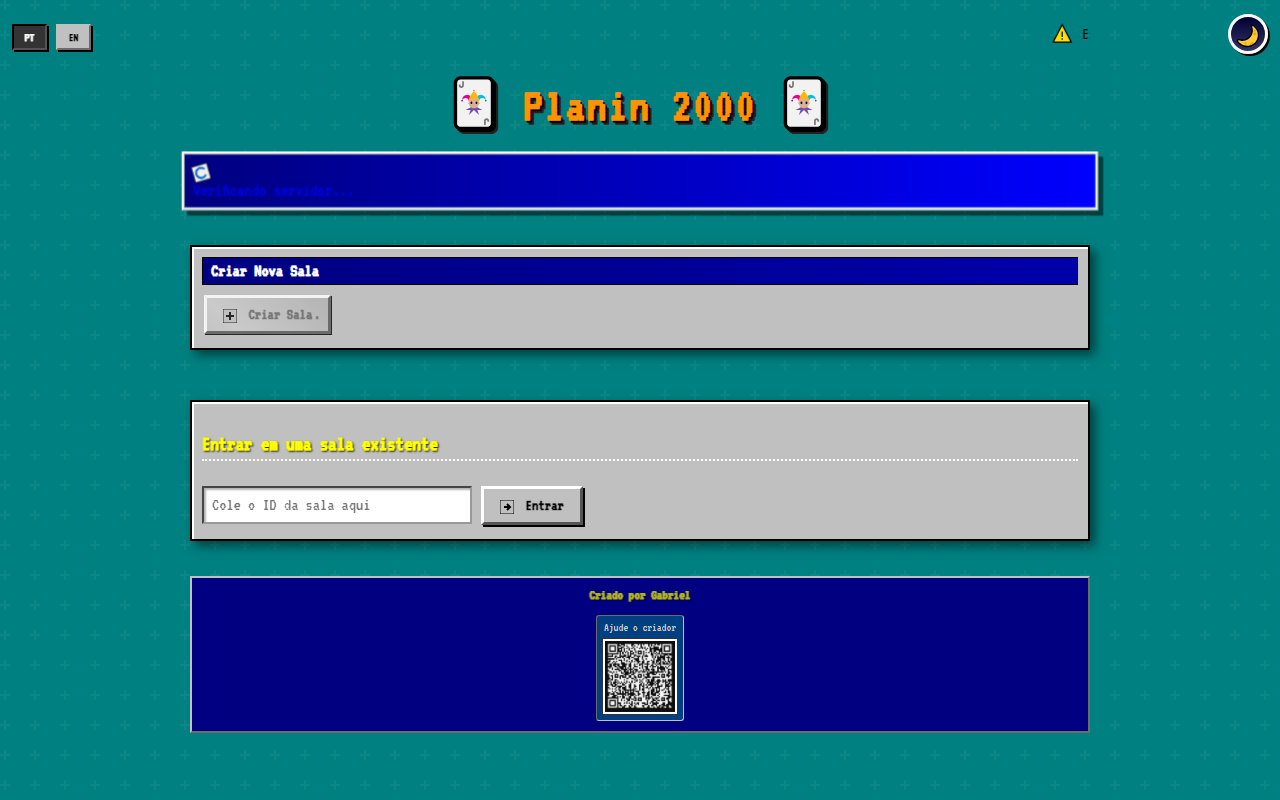 PT
EN
E
Planin 2000
Verificando servidor...
Criar Nova Sala
Criar Sala.
Entrar em uma sala existente
Cole o ID da sala aqui
Entrar
Criado por Gabriel
Ajude o criador